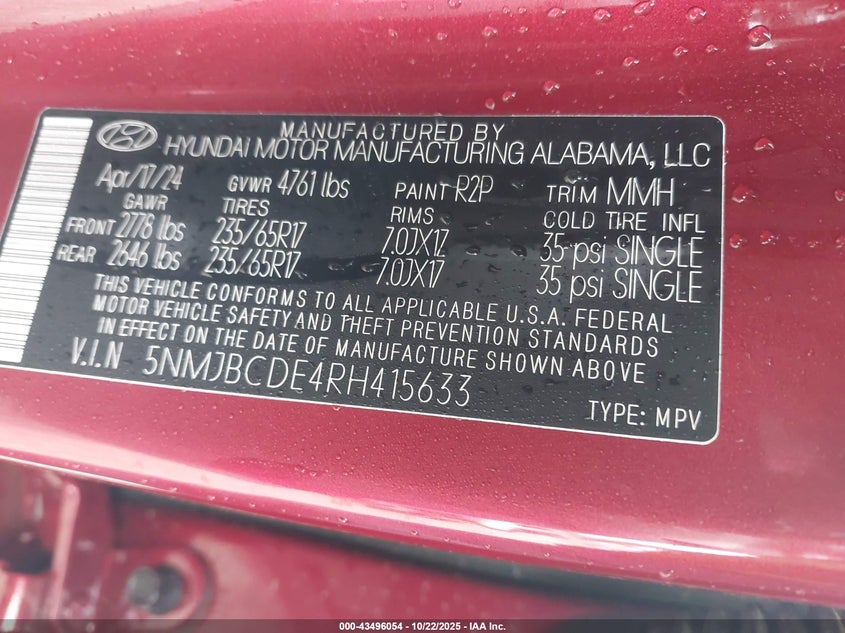 MANUFACTURED BY
HYUNDAI MOTOR MANUFACTURING ALABAMA, LLC
Apr/17/24 GVWR 4761 lbs PAINT R2P TRIM MMH
GAWR TIRES RIMS COLD TIRE INFL
FRONT 2778 lbs 235/65R17 7.0JX17 35 psi SINGLE
REAR 2646 lbs 235/65R17 7.0JX17 35 psi SINGLE
THIS VEHICLE CONFORMS TO ALL APPLICABLE U.S.A. FEDERAL
MOTOR VEHICLE SAFETY AND THEFT PREVENTION STANDARDS
IN EFFECT ON THE DATE OF MANUFACTURE SHOWN ABOVE
V.I.N 5NMJBCDE4RH415633
TYPE: MPV
000-43496054 - 10/22/2025 - IAA Inc.